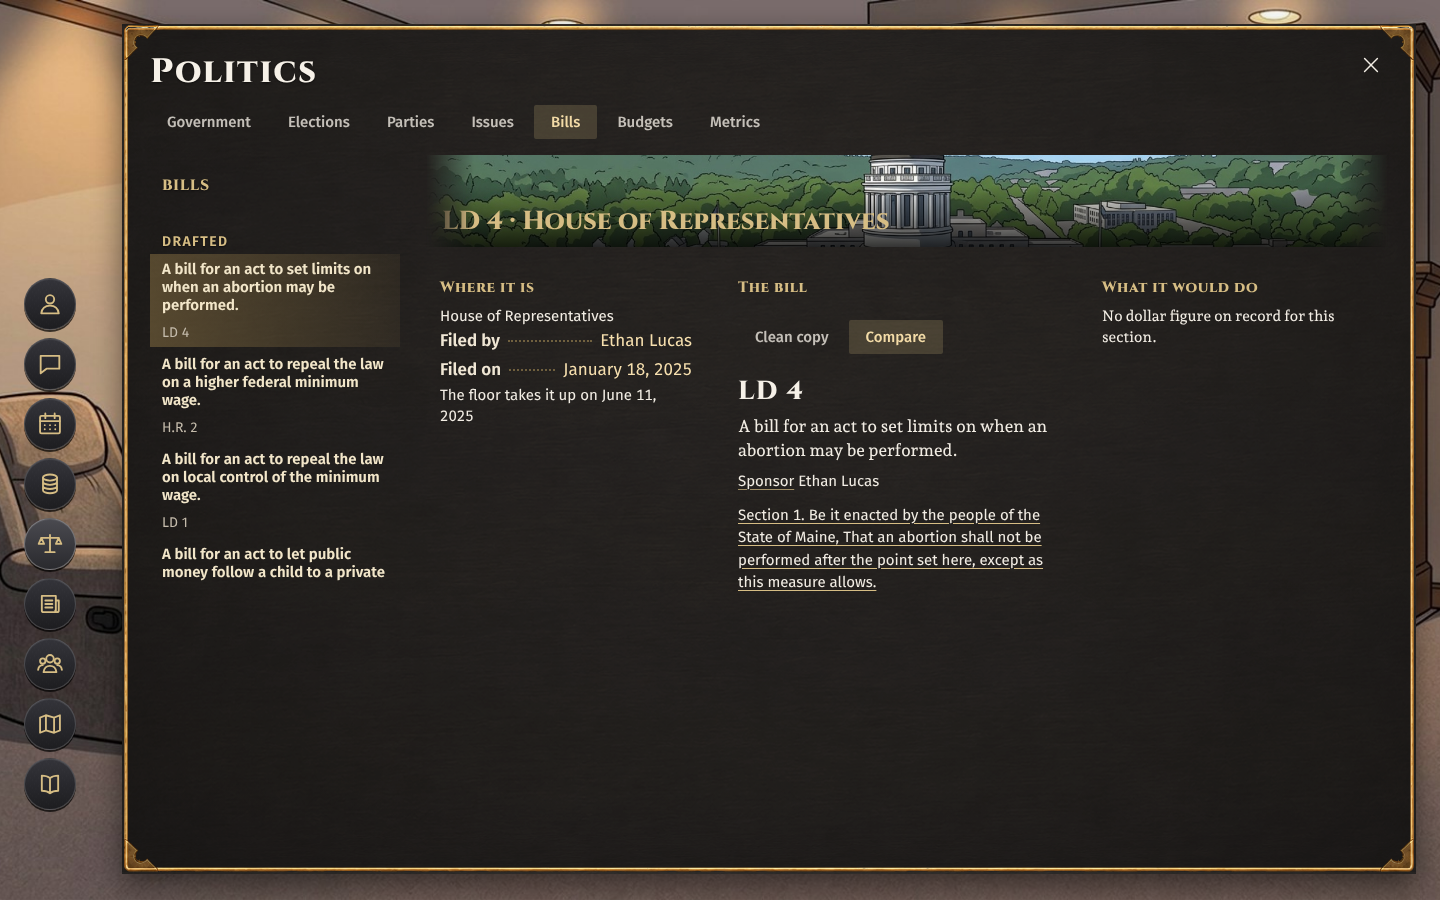 Politics
Government Elections Parties Issues Bills Budgets Metrics
BILLS
DRAFTED
A bill for an act to set limits on
when an abortion may be
performed.
LD 4
A bill for an act to repeal the law
on a higher federal minimum
wage.
H.R. 2
A bill for an act to repeal the law
on local control of the minimum
wage.
LD 1
A bill for an act to let public
money follow a child to a private
LD 4 · House of Representatives
Where it is
House of Representatives
Filed by Ethan Lucas
Filed on January 18, 2025
The floor takes it up on June 11,
2025
The bill
Clean copy Compare
LD 4
A bill for an act to set limits on when an
abortion may be performed.
Sponsor Ethan Lucas
Section 1. Be it enacted by the people of the
State of Maine, That an abortion shall not be
performed after the point set here, except as
this measure allows.
What it would do
No dollar figure on record for this
section.